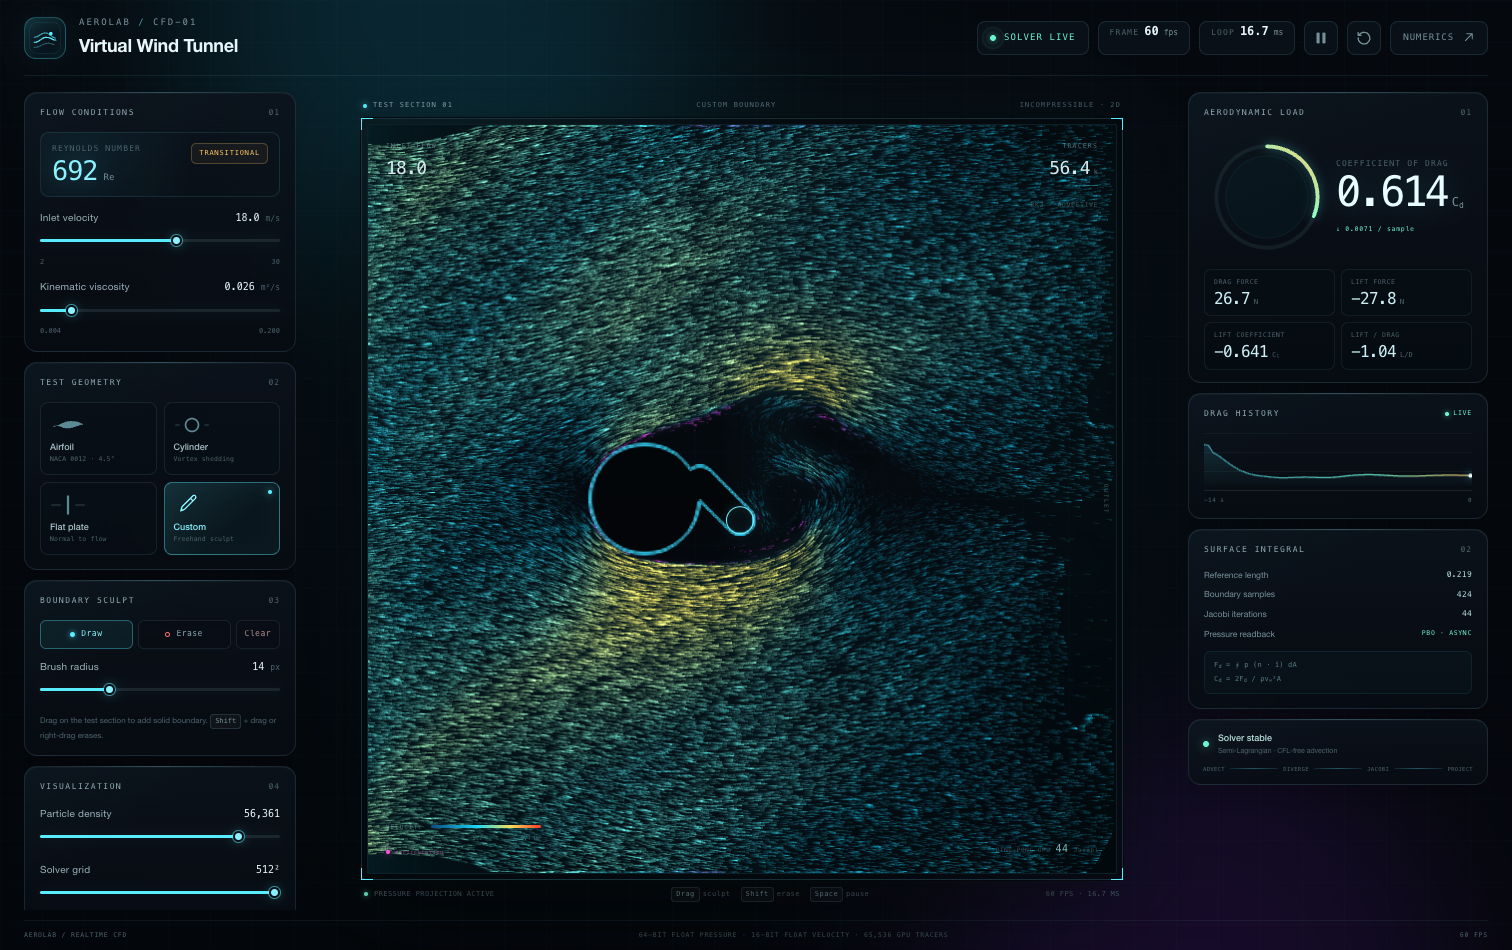 AEROLAB / CFD-01
Virtual Wind Tunnel
SOLVER LIVE
FRAME 60 fps
LOOP 16.7 ms
NUMERICS
FLOW CONDITIONS 01
REYNOLDS NUMBER
692 Re
TRANSITIONAL
Inlet velocity 18.0 m/s
2 30
Kinematic viscosity 0.026 m²/s
0.004 0.200
TEST GEOMETRY 02
Airfoil
NACA 0012 · 4.5°
Cylinder
Vortex shedding
Flat plate
Normal to flow
Custom
Freehand sculpt
BOUNDARY SCULPT 03
Draw
Erase
Clear
Brush radius 14 px
Drag on the test section to add solid boundary. Shift + drag or
right-drag erases.
VISUALIZATION 04
Particle density 56,361
Solver grid 512²
TEST SECTION 01
CUSTOM BOUNDARY
INCOMPRESSIBLE · 2D
18.0
TRACERS
56.4
OUTLET
44
PRESSURE PROJECTION ACTIVE
Drag sculpt Shift erase Space pause
60 FPS · 16.7 MS
AERODYNAMIC LOAD 01
COEFFICIENT OF DRAG
0.614 Cd
↓ 0.0071 / sample
DRAG FORCE
26.7 N
LIFT FORCE
−27.8 N
LIFT COEFFICIENT
−0.641 CL
LIFT / DRAG
−1.04 L/D
DRAG HISTORY LIVE
−14 s 0
SURFACE INTEGRAL 02
Reference length 0.219
Boundary samples 424
Jacobi iterations 44
Pressure readback PBO · ASYNC
Fd = ∮ p (n · i) dA
Cd = 2Fd / ρv∞²A
Solver stable
Semi-Lagrangian · CFL-free advection
ADVECT DIVERGE JACOBI PROJECT
AEROLAB / REALTIME CFD
64-BIT FLOAT PRESSURE · 16-BIT FLOAT VELOCITY · 65,536 GPU TRACERS
60 FPS